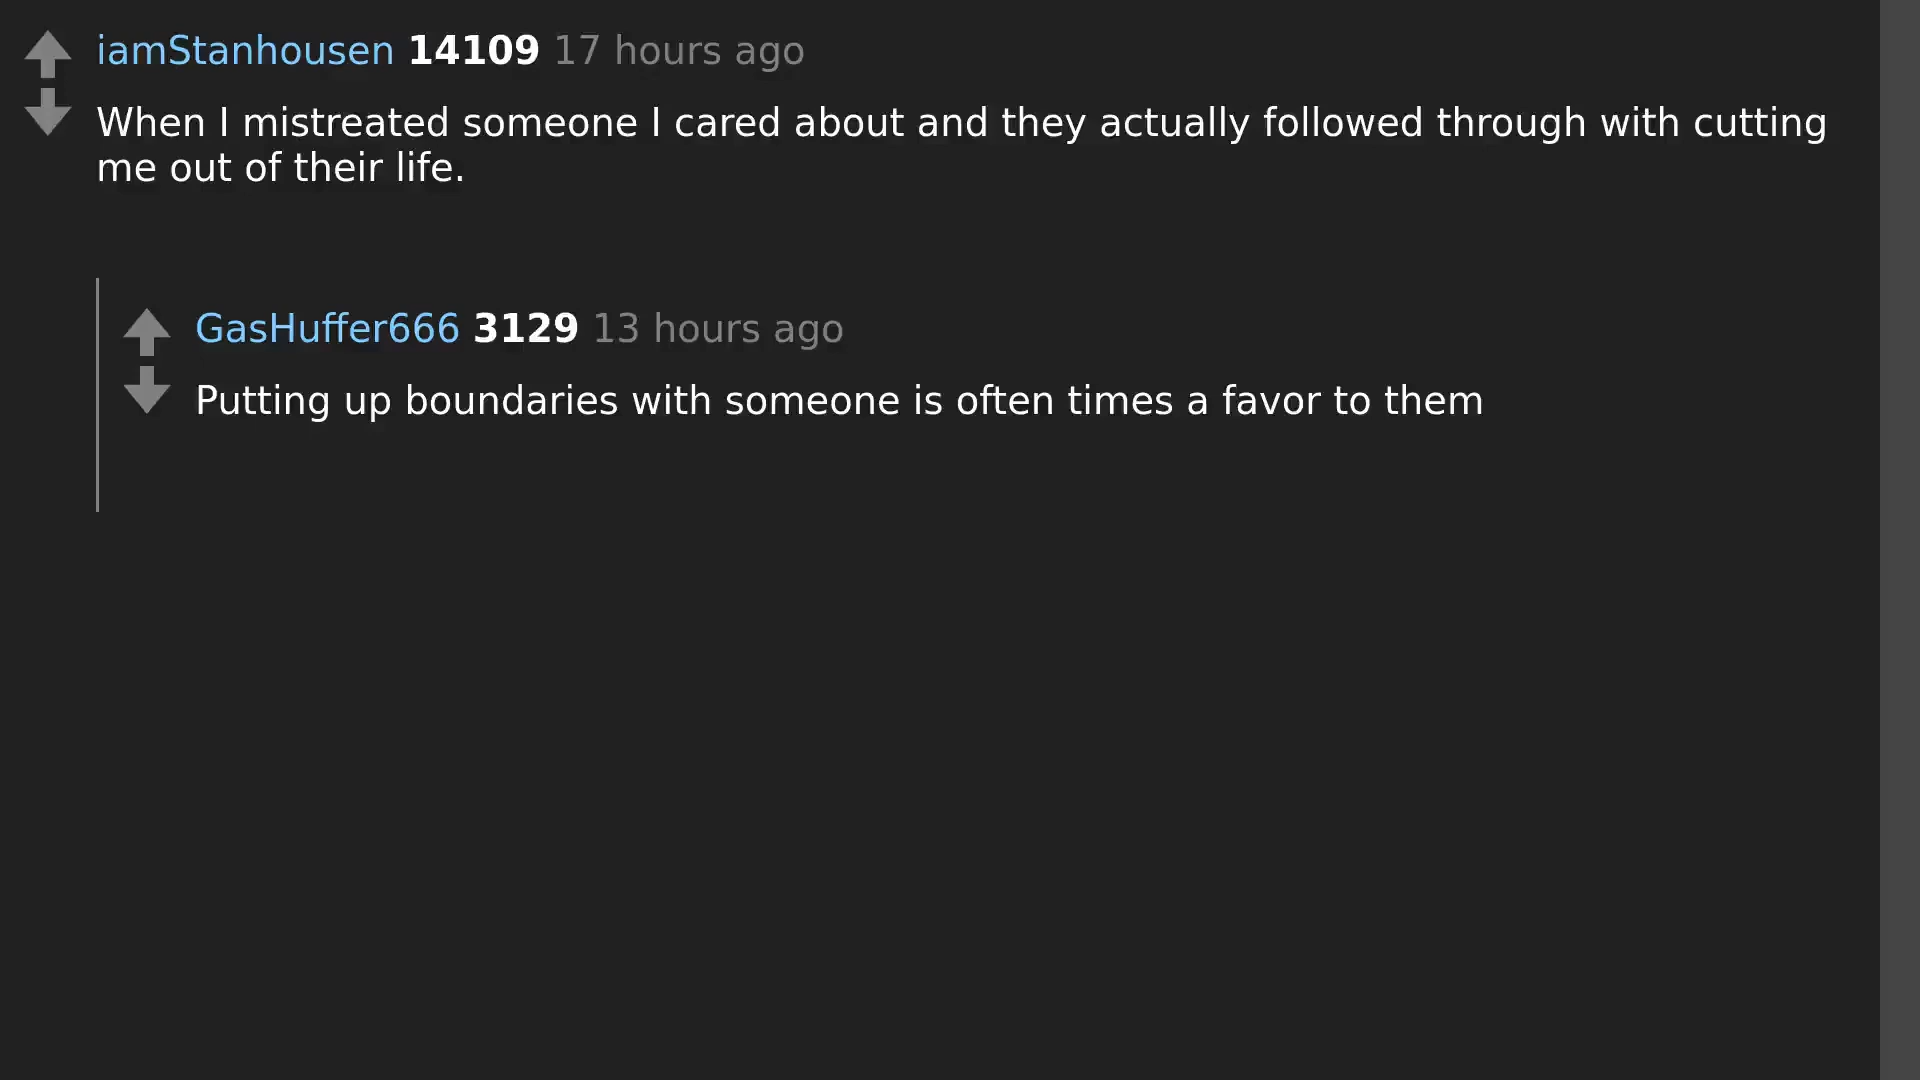 iamStanhousen 14109 17 hours ago
When I mistreated someone I cared about and they actually followed through with cutting
me out of their life.
GasHuffer666 3129 13 hours ago
Putting up boundaries with someone is often times a favor to them